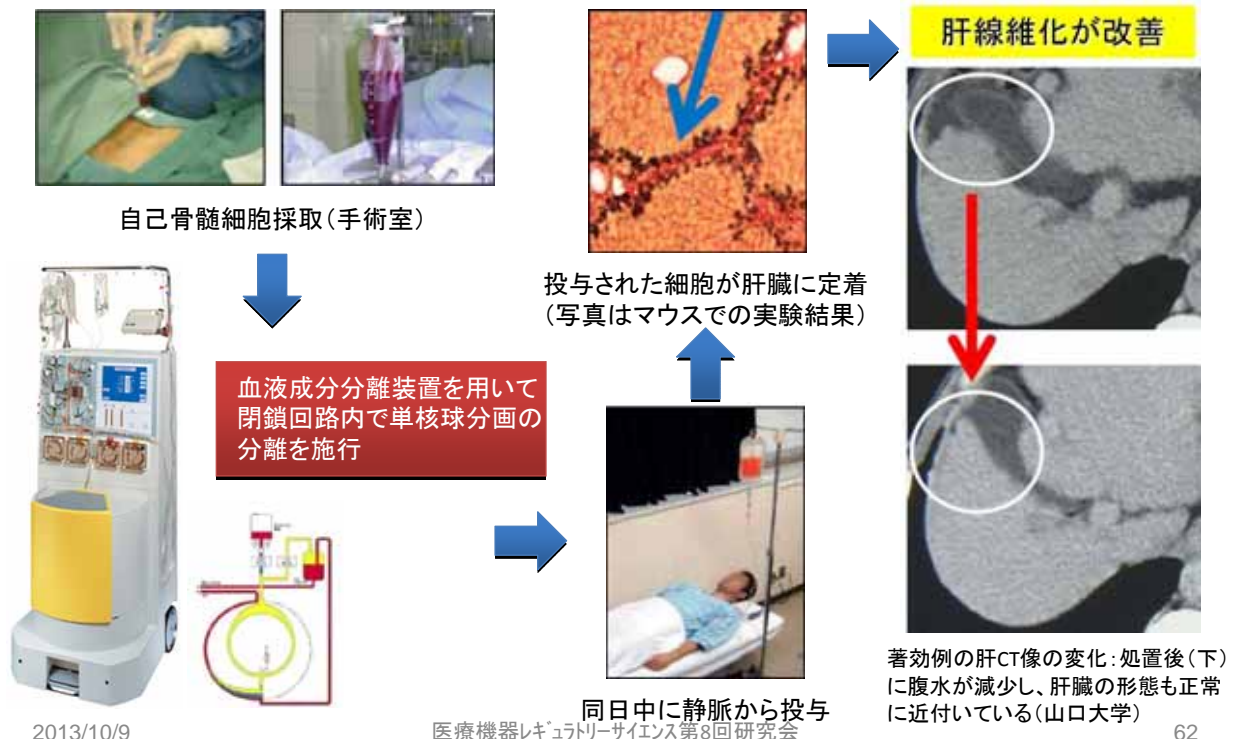 自己骨髄細胞採取(手術室)
血液成分分離装置を用いて
閉鎖回路内で単核球分画の
分離を施行
同日中に静脈から投与
投与された細胞が肝臓に定着
(写真はマウスでの実験結果)
肝線維化が改善
著効例の肝CT像の変化:処置後(下)
に腹水が減少し、肝臓の形態も正常
に近付いている(山口大学)
2013/10/9
医療機器ﾚｷﾞｭﾗﾄﾘｰｻｲｴﾝｽ第8回研究会
62